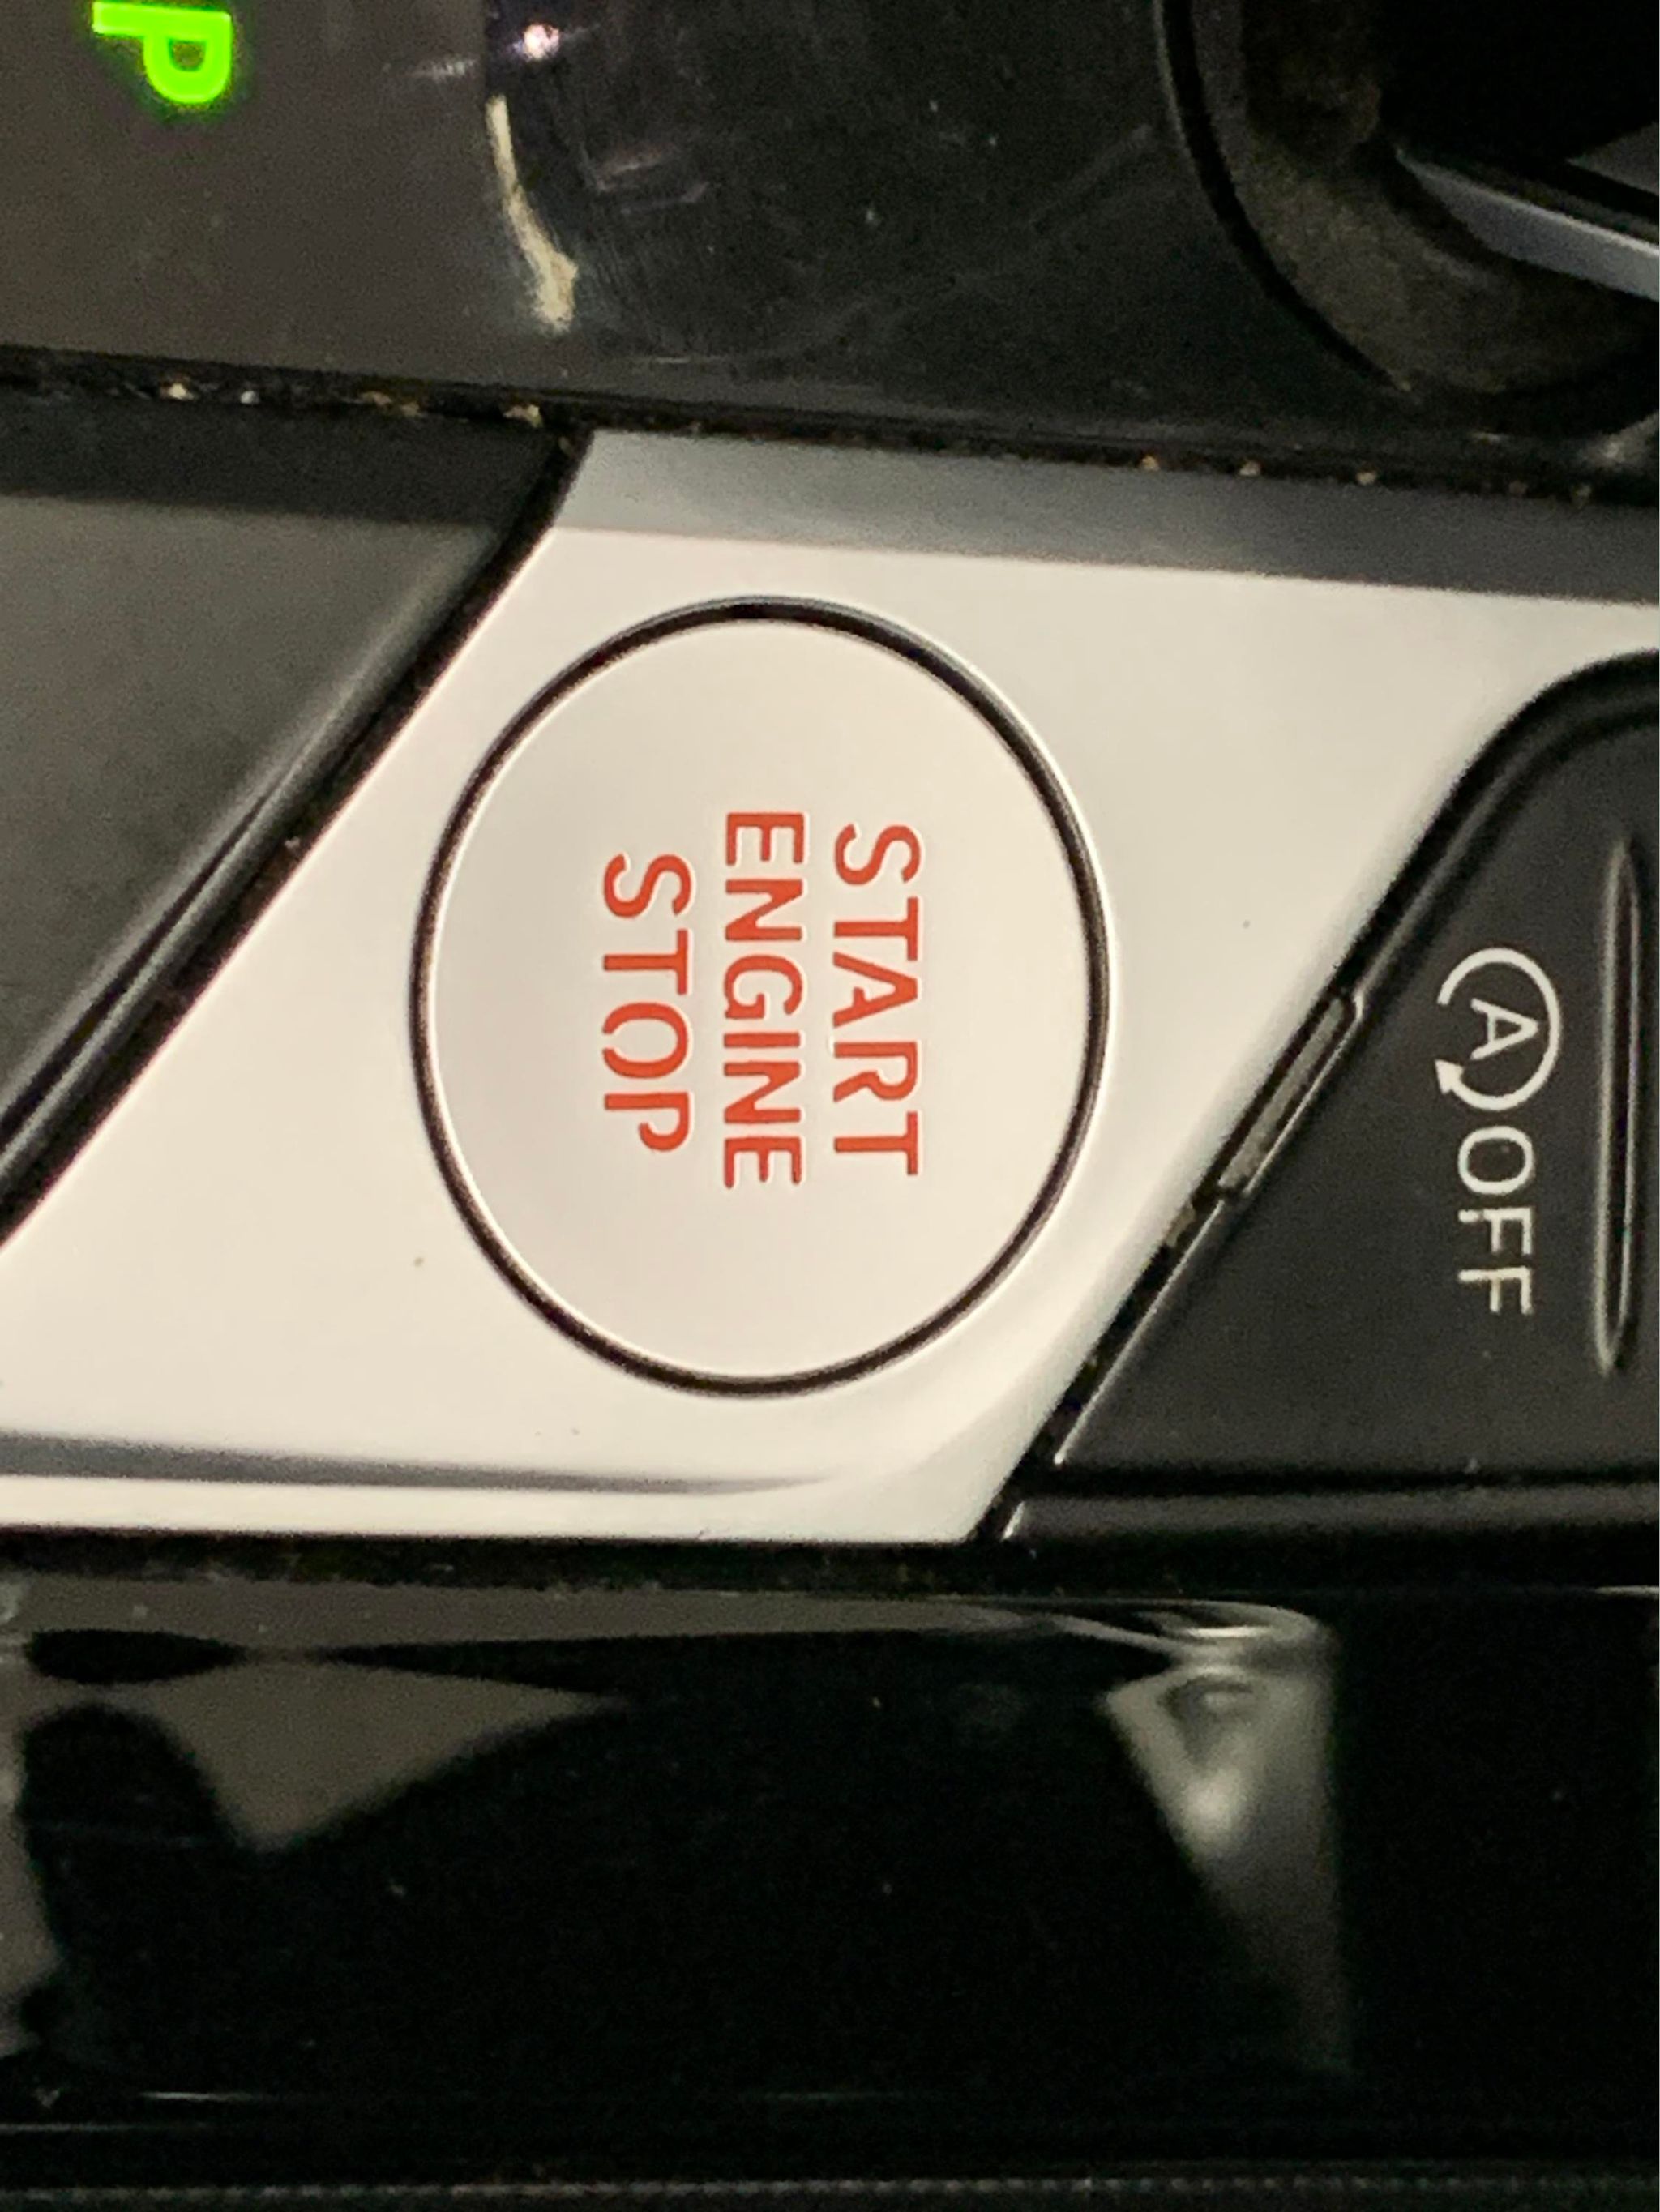 START
ENGINE
STOP
A OFF
P